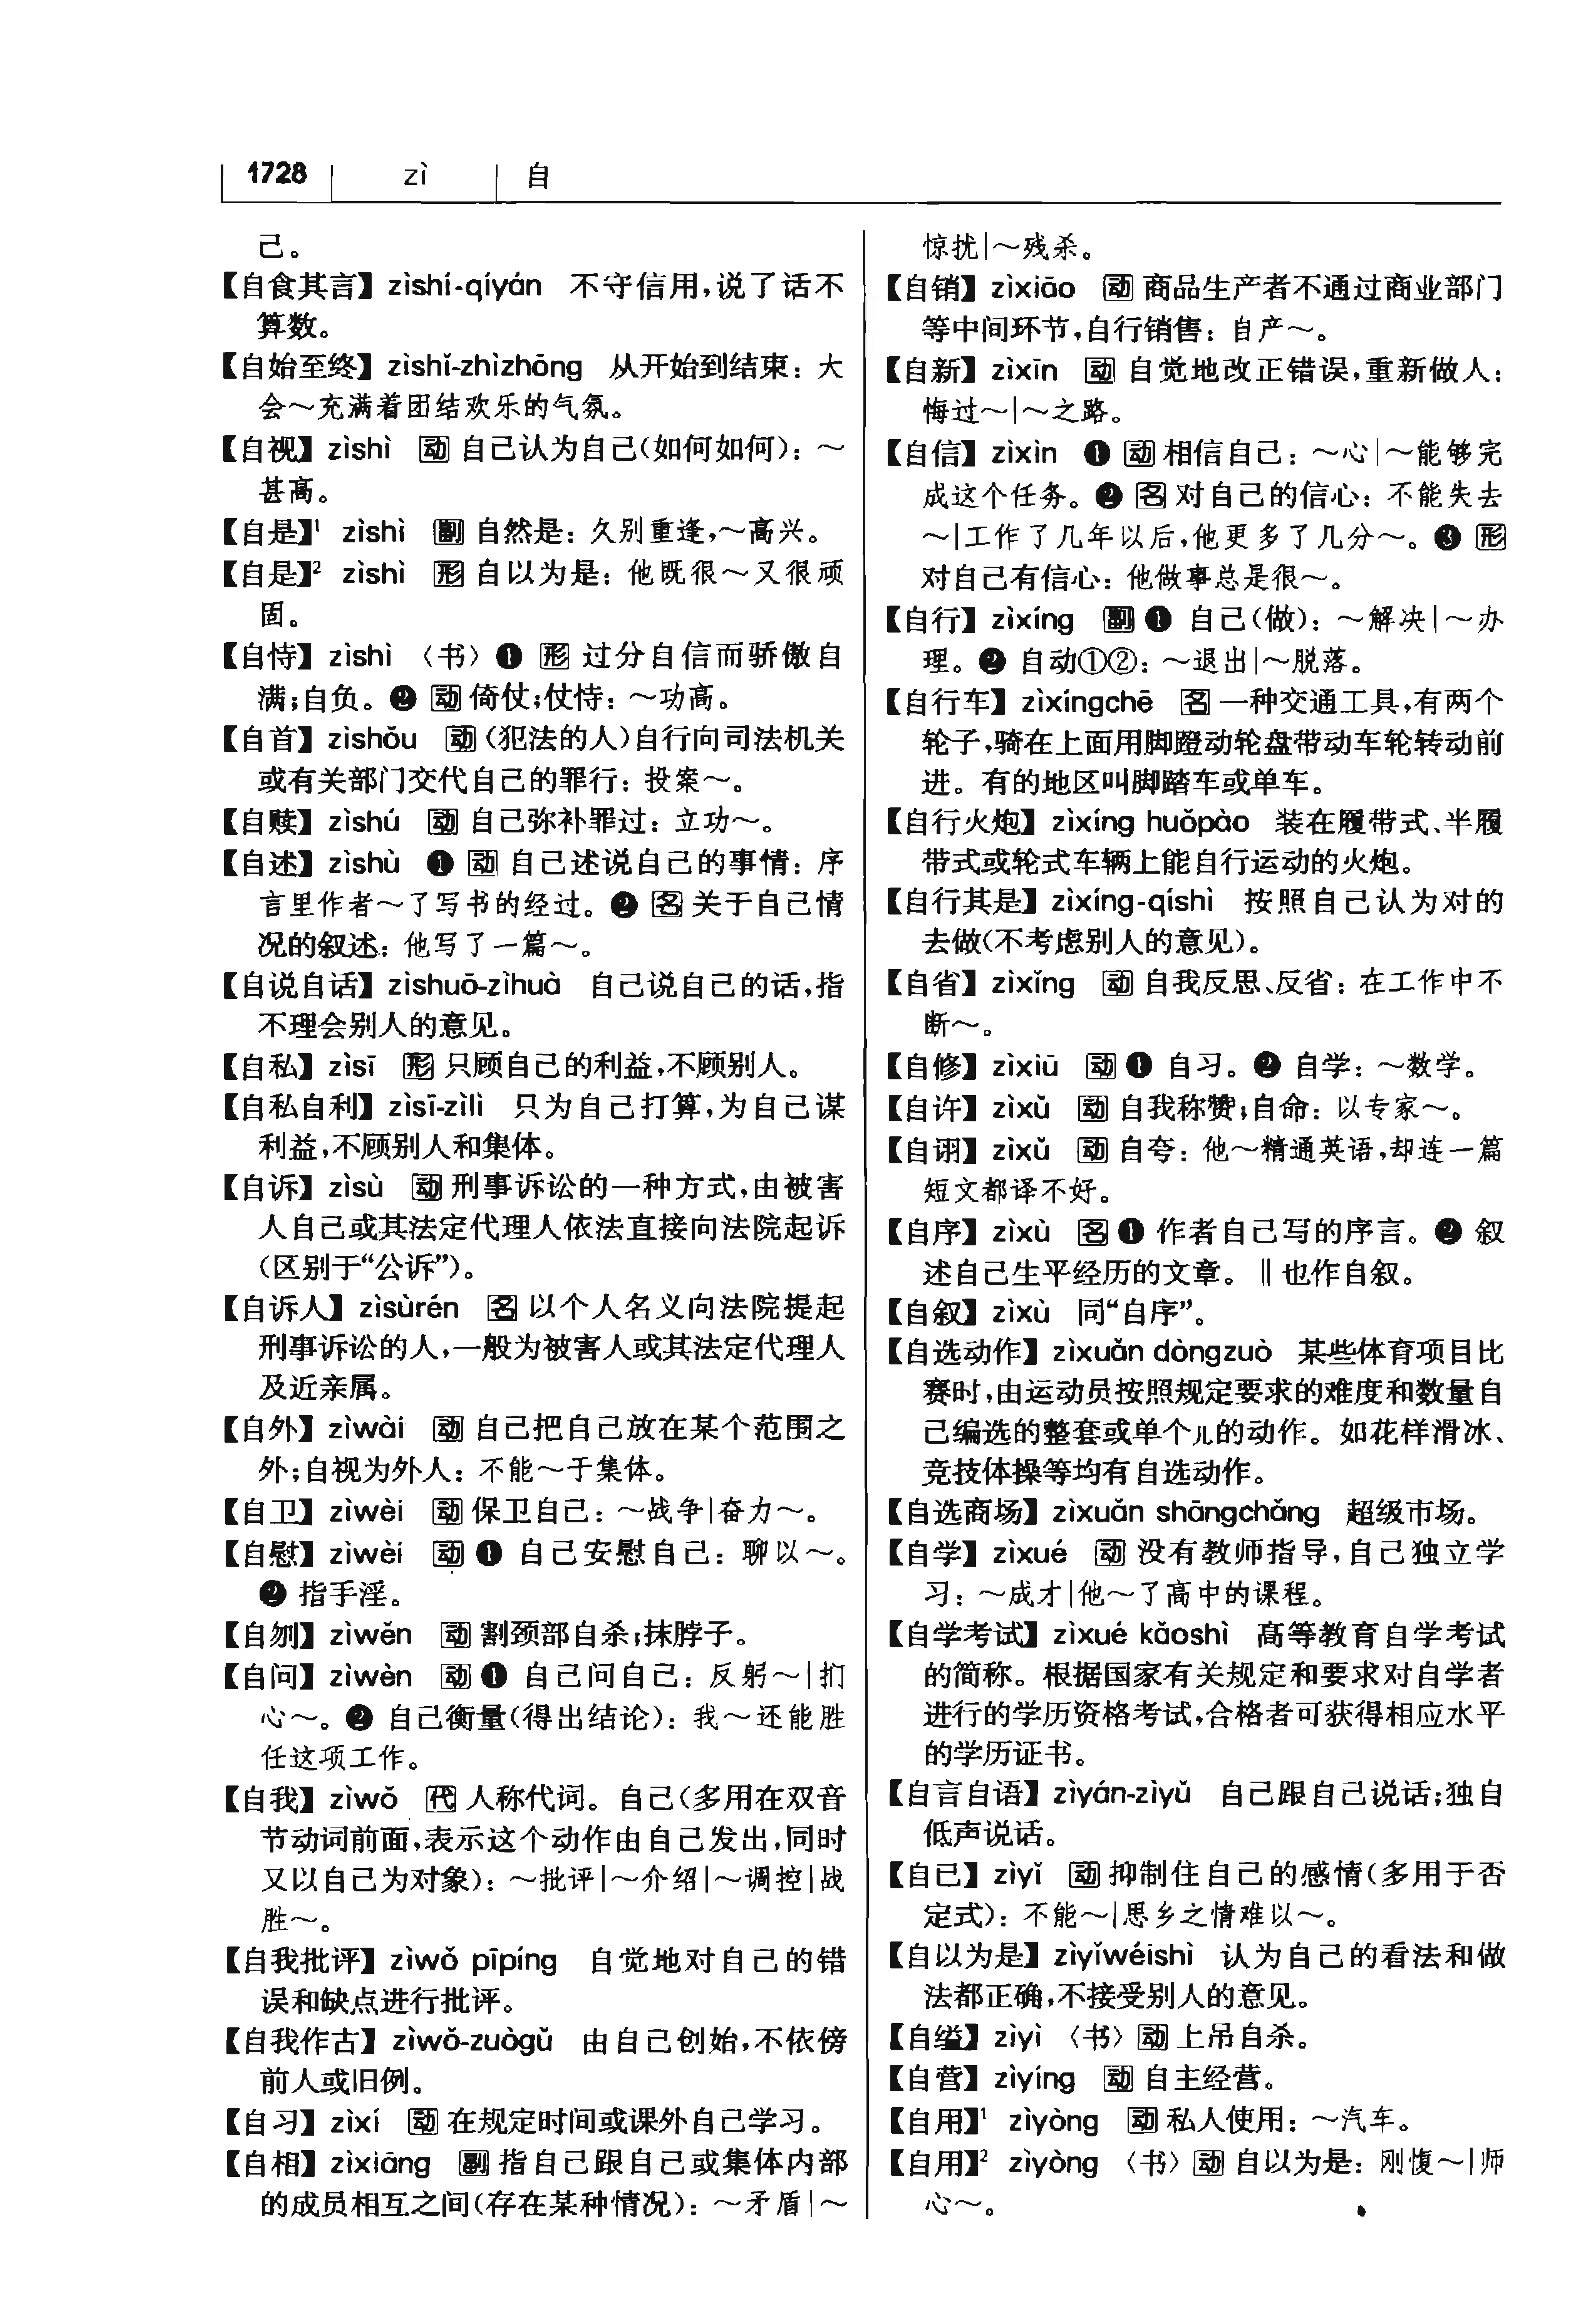 1728 zì 自
己。
【自食其言】 zìshí-qíyán 不守信用,说了话不
算数。
【自始至终】 zìshǐ-zhìzhōng 从开始到结束：大
会～充满着团结欢乐的气氛。
【自视】 zìshì 动 自己认为自己(如何如何)：～
甚高。
【自是】¹ zìshì 副 自然是：久别重逢,～高兴。
【自是】² zìshì 形 自以为是：他既很～又很顽
固。
【自恃】 zìshì 〈书〉❶ 形 过分自信而骄傲自
满;自负。❷ 动 倚仗;仗恃：～功高。
【自首】 zìshǒu 动 (犯法的人)自行向司法机关
或有关部门交代自己的罪行：投案～。
【自赎】 zìshú 动 自己弥补罪过：立功～。
【自述】 zìshù ❶ 动 自己述说自己的事情：序
言里作者～了写书的经过。❷ 名 关于自己情
况的叙述：他写了一篇～。
【自说自话】 zìshuō-zìhuà 自己说自己的话,指
不理会别人的意见。
【自私】 zìsī 形 只顾自己的利益,不顾别人。
【自私自利】 zìsī-zìlì 只为自己打算,为自己谋
利益,不顾别人和集体。
【自诉】 zìsù 动 刑事诉讼的一种方式,由被害
人自己或其法定代理人依法直接向法院起诉
(区别于“公诉”)。
【自诉人】 zìsùrén 名 以个人名义向法院提起
刑事诉讼的人,一般为被害人或其法定代理人
及近亲属。
【自外】 zìwài 动 自己把自己放在某个范围之
外;自视为外人：不能～于集体。
【自卫】 zìwèi 动 保卫自己：～战争|奋力～。
【自慰】 zìwèi 动 ❶ 自己安慰自己：聊以～。
❷ 指手淫。
【自刎】 zìwěn 动 割颈部自杀;抹脖子。
【自问】 zìwèn 动 ❶ 自己问自己：反躬～|扪
心～。❷ 自己衡量(得出结论)：我～还能胜
任这项工作。
【自我】 zìwǒ 代 人称代词。自己(多用在双音
节动词前面,表示这个动作由自己发出,同时
又以自己为对象)：～批评|～介绍|～调控|战
胜～。
【自我批评】 zìwǒ pīpíng 自觉地对自己的错
误和缺点进行批评。
【自我作古】 zìwǒ-zuògǔ 由自己创始,不依傍
前人或旧例。
【自习】 zìxí 动 在规定时间或课外自己学习。
【自相】 zìxiāng 副 指自己跟自己或集体内部
的成员相互之间(存在某种情况)：～矛盾|～
惊扰|～残杀。
【自销】 zìxiāo 动 商品生产者不通过商业部门
等中间环节,自行销售：自产～。
【自新】 zìxīn 动 自觉地改正错误,重新做人：
悔过～|～之路。
【自信】 zìxìn ❶ 动 相信自己：～心|～能够完
成这个任务。❷ 名 对自己的信心：不能失去
～|工作了几年以后,他更多了几分～。❸ 形
对自己有信心：他做事总是很～。
【自行】 zìxíng 副 ❶ 自己(做)：～解决|～办
理。❷ 自动①②：～退出|～脱落。
【自行车】 zìxíngchē 名 一种交通工具,有两个
轮子,骑在上面用脚蹬动轮盘带动车轮转动前
进。有的地区叫脚踏车或单车。
【自行火炮】 zìxíng huǒpào 装在履带式、半履
带式或轮式车辆上能自行运动的火炮。
【自行其是】 zìxíng-qíshì 按照自己认为对的
去做(不考虑别人的意见)。
【自省】 zìxǐng 动 自我反思、反省：在工作中不
断～。
【自修】 zìxiū 动 ❶ 自习。❷ 自学：～数学。
【自许】 zìxǔ 动 自我称赞;自命：以专家～。
【自诩】 zìxǔ 动 自夸：他～精通英语,却连一篇
短文都译不好。
【自序】 zìxù 名 ❶ 作者自己写的序言。❷ 叙
述自己生平经历的文章。‖也作自叙。
【自叙】 zìxù 同“自序”。
【自选动作】 zìxuǎn dòngzuò 某些体育项目比
赛时,由运动员按照规定要求的难度和数量自
己编选的整套或单个儿的动作。如花样滑冰、
竞技体操等均有自选动作。
【自选商场】 zìxuǎn shāngchǎng 超级市场。
【自学】 zìxué 动 没有教师指导,自己独立学
习：～成才|他～了高中的课程。
【自学考试】 zìxué kǎoshì 高等教育自学考试
的简称。根据国家有关规定和要求对自学者
进行的学历资格考试,合格者可获得相应水平
的学历证书。
【自言自语】 zìyán-zìyǔ 自己跟自己说话;独自
低声说话。
【自已】 zìyǐ 动 抑制住自己的感情(多用于否
定式)：不能～|思乡之情难以～。
【自以为是】 zìyǐwéishì 认为自己的看法和做
法都正确,不接受别人的意见。
【自缢】 zìyì 〈书〉动 上吊自杀。
【自营】 zìyíng 动 自主经营。
【自用】¹ zìyòng 动 私人使用：～汽车。
【自用】² zìyòng 〈书〉动 自以为是：刚愎～|师
心～。